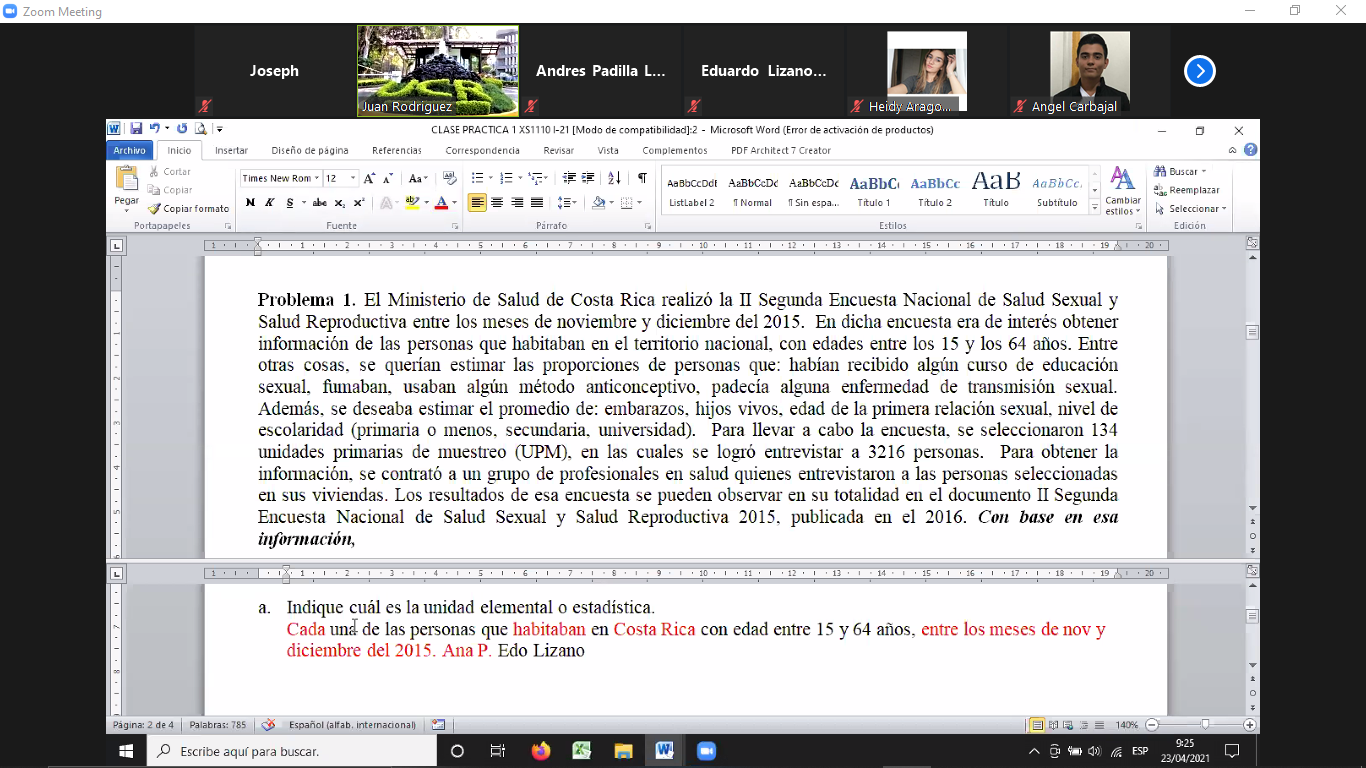 Zoom Meeting
Joseph
Juan Rodriguez
Andres Padilla L...
Eduardo Lizano...
Heidy Arago...
Angel Carbajal
CLASE PRACTICA 1 XS1110 I-21 [Modo de compatibilidad]:2 - Microsoft Word (Error de activación de productos)
Archivo Inicio Insertar Diseño de página Referencias Correspondencia Revisar Vista Complementos PDF Architect 7 Creator
Pegar
Cortar
Copiar
Copiar formato
Portapapeles
Times New Rom 12
Fuente
Párrafo
AaBbCcDdI AaBbCcDc AaBbCcDc AaBbC( AaBbCc AaB AaBbCc.
ListLabel 2 ¶ Normal ¶ Sin espa... Título 1 Título 2 Título Subtítulo
Estilos
Cambiar estilos
Buscar
Reemplazar
Seleccionar
Edición
Problema 1. El Ministerio de Salud de Costa Rica realizó la II Segunda Encuesta Nacional de Salud Sexual y
Salud Reproductiva entre los meses de noviembre y diciembre del 2015. En dicha encuesta era de interés obtener
información de las personas que habitaban en el territorio nacional, con edades entre los 15 y los 64 años. Entre
otras cosas, se querían estimar las proporciones de personas que: habían recibido algún curso de educación
sexual, fumaban, usaban algún método anticonceptivo, padecía alguna enfermedad de transmisión sexual.
Además, se deseaba estimar el promedio de: embarazos, hijos vivos, edad de la primera relación sexual, nivel de
escolaridad (primaria o menos, secundaria, universidad). Para llevar a cabo la encuesta, se seleccionaron 134
unidades primarias de muestreo (UPM), en las cuales se logró entrevistar a 3216 personas. Para obtener la
información, se contrató a un grupo de profesionales en salud quienes entrevistaron a las personas seleccionadas
en sus viviendas. Los resultados de esa encuesta se pueden observar en su totalidad en el documento II Segunda
Encuesta Nacional de Salud Sexual y Salud Reproductiva 2015, publicada en el 2016. Con base en esa
información,
a. Indique cuál es la unidad elemental o estadística.
Cada una de las personas que habitaban en Costa Rica con edad entre 15 y 64 años, entre los meses de nov y
diciembre del 2015. Ana P. Edo Lizano
Página: 2 de 4 Palabras: 785 Español (alfab. internacional) 140%
Escribe aquí para buscar.
ESP
9:25
23/04/2021